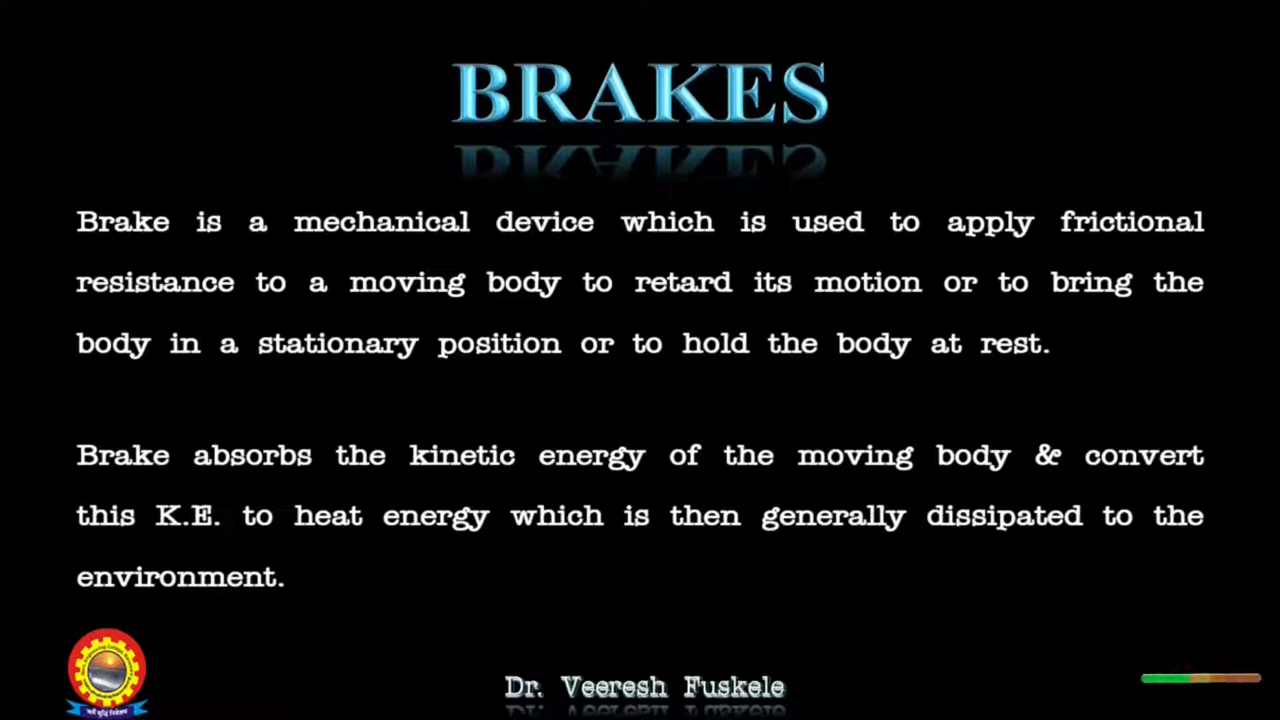 BRAKES
Brake is a mechanical device which is used to apply frictional
resistance to a moving body to retard its motion or to bring the
body in a stationary position or to hold the body at rest.
Brake absorbs the kinetic energy of the moving body & convert
this K.E. to heat energy which is then generally dissipated to the
environment.
Dr. Veeresh Fuskele